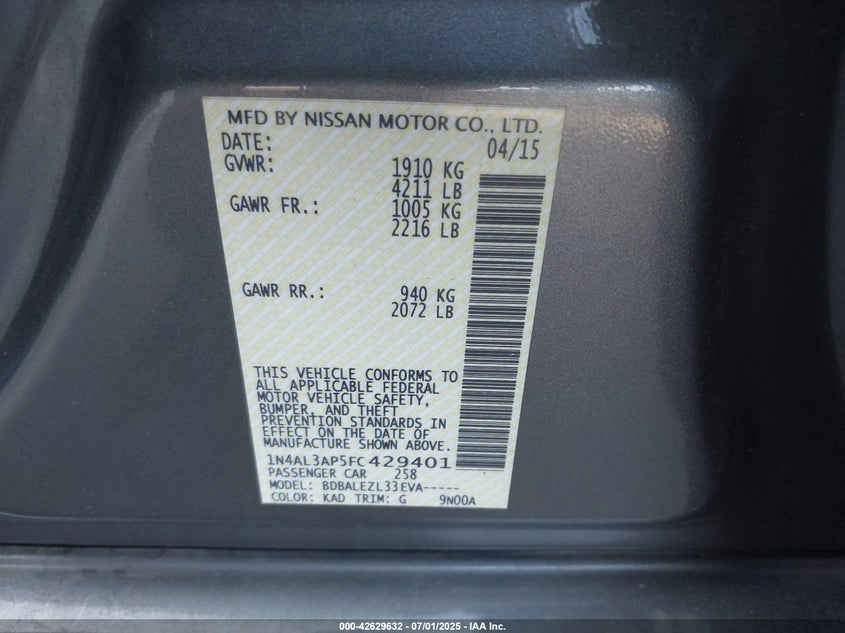 MFD BY NISSAN MOTOR CO., LTD.
DATE: 04/15
GVWR: 1910 KG
4211 LB
GAWR FR.: 1005 KG
2216 LB
GAWR RR.: 940 KG
2072 LB
THIS VEHICLE CONFORMS TO
ALL APPLICABLE FEDERAL
MOTOR VEHICLE SAFETY,
BUMPER, AND THEFT
PREVENTION STANDARDS IN
EFFECT ON THE DATE OF
MANUFACTURE SHOWN ABOVE.
1N4AL3AP5FC429401
PASSENGER CAR 258
MODEL: BDBALEZL33EVA-----
COLOR: KAD TRIM: G 9N00A
000-42629632 - 07/01/2025 - IAA Inc.